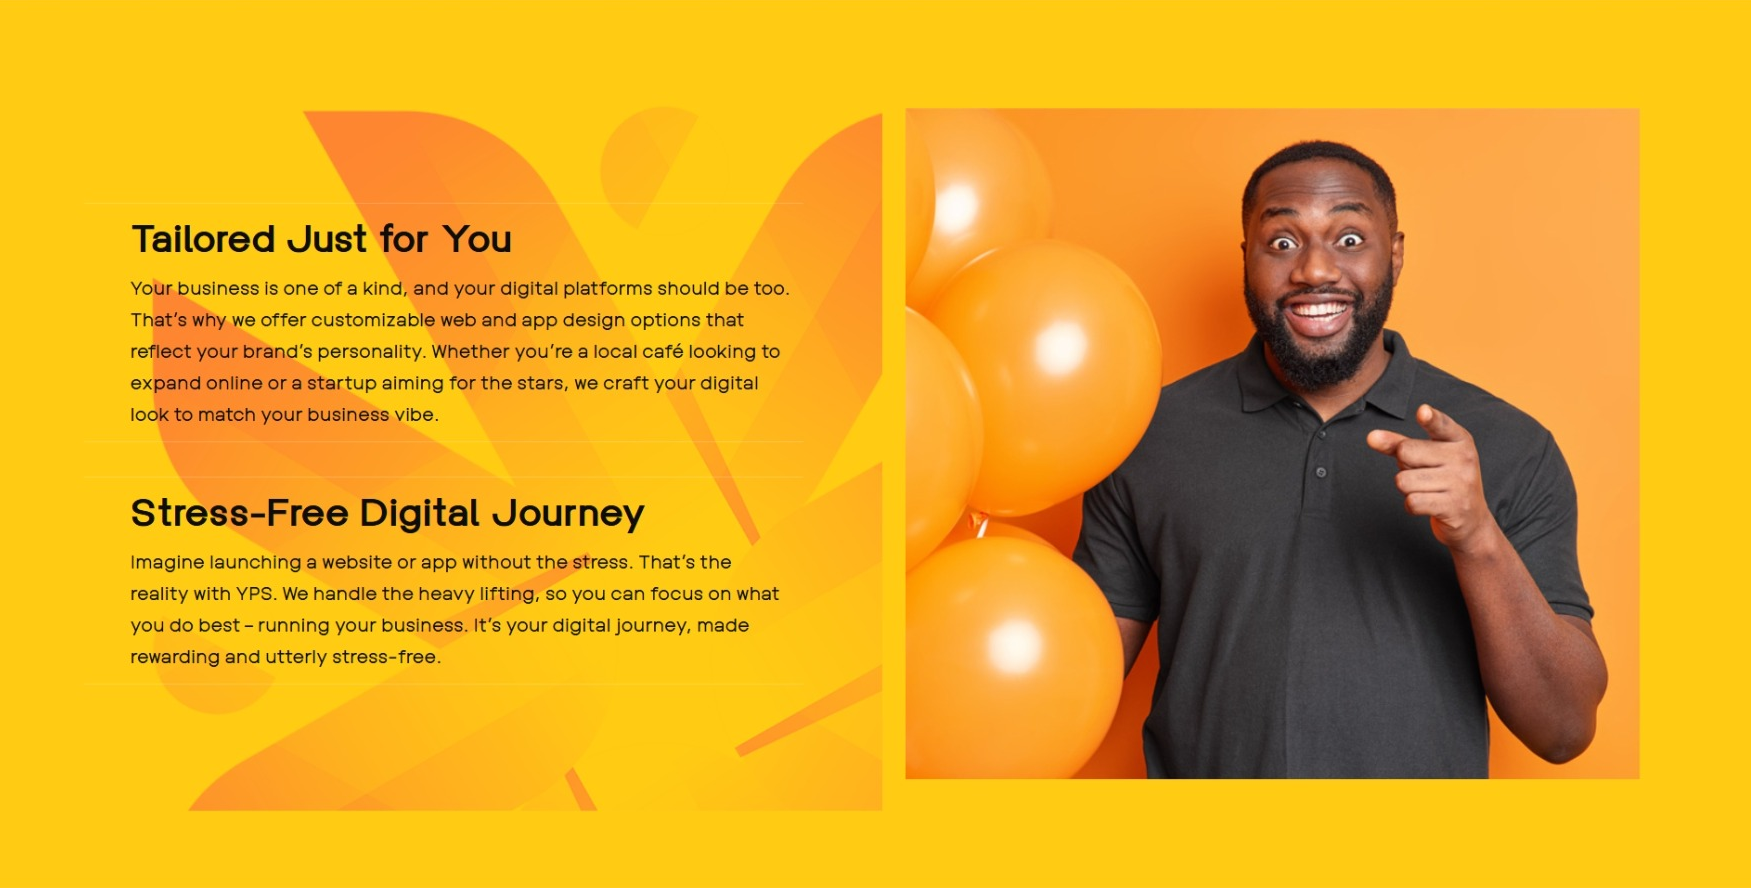 Tailored Just for You
Your business is one of a kind, and your digital platforms should be too.
That’s why we offer customizable web and app design options that
reflect your brand’s personality. Whether you’re a local café looking to
expand online or a startup aiming for the stars, we craft your digital
look to match your business vibe.
Stress-Free Digital Journey
Imagine launching a website or app without the stress. That’s the
reality with YPS. We handle the heavy lifting, so you can focus on what
you do best – running your business. It’s your digital journey, made
rewarding and utterly stress-free.